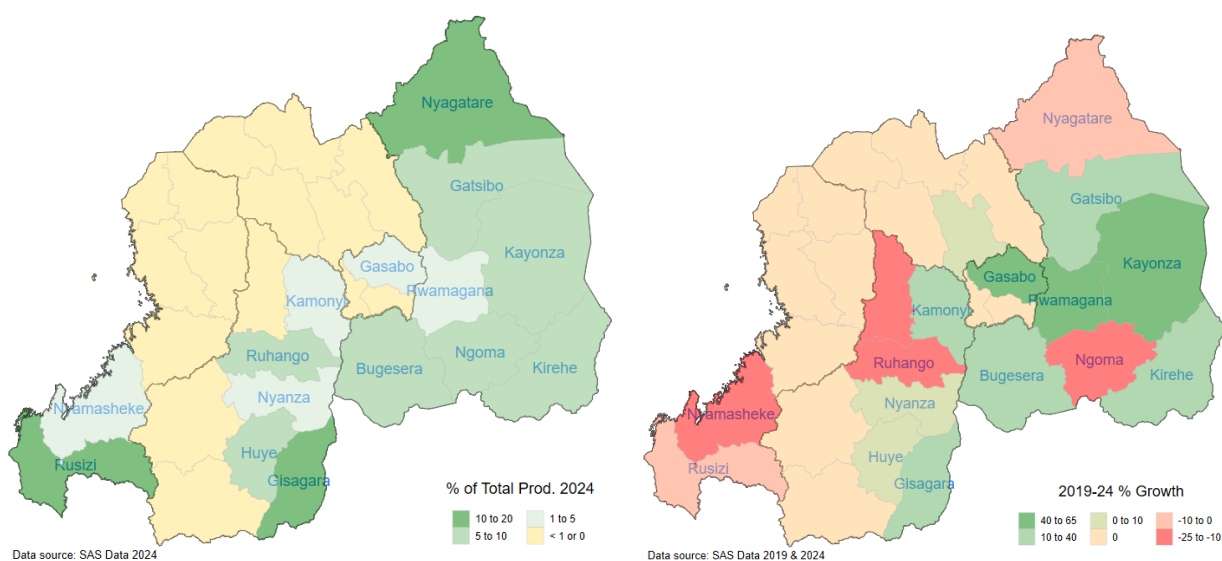 Nyagatare
Gatsibo
Kayonza
Gasabo
Rwamagana
Kamonyi
Ruhango
Ngoma
Bugesera
Kirehe
Nyanza
Nyamasheke
Huye
Rusizi
Gisagara
% of Total Prod. 2024
10 to 20
1 to 5
5 to 10
< 1 or 0
Data source: SAS Data 2024
Nyagatare
Gatsibo
Kayonza
Gasabo
Rwamagana
Kamonyi
Ruhango
Ngoma
Bugesera
Kirehe
Nyanza
Nyamasheke
Huye
Rusizi
Gisagara
2019-24 % Growth
40 to 65
0 to 10
-10 to 0
10 to 40
0
-25 to -10
Data source: SAS Data 2019 & 2024